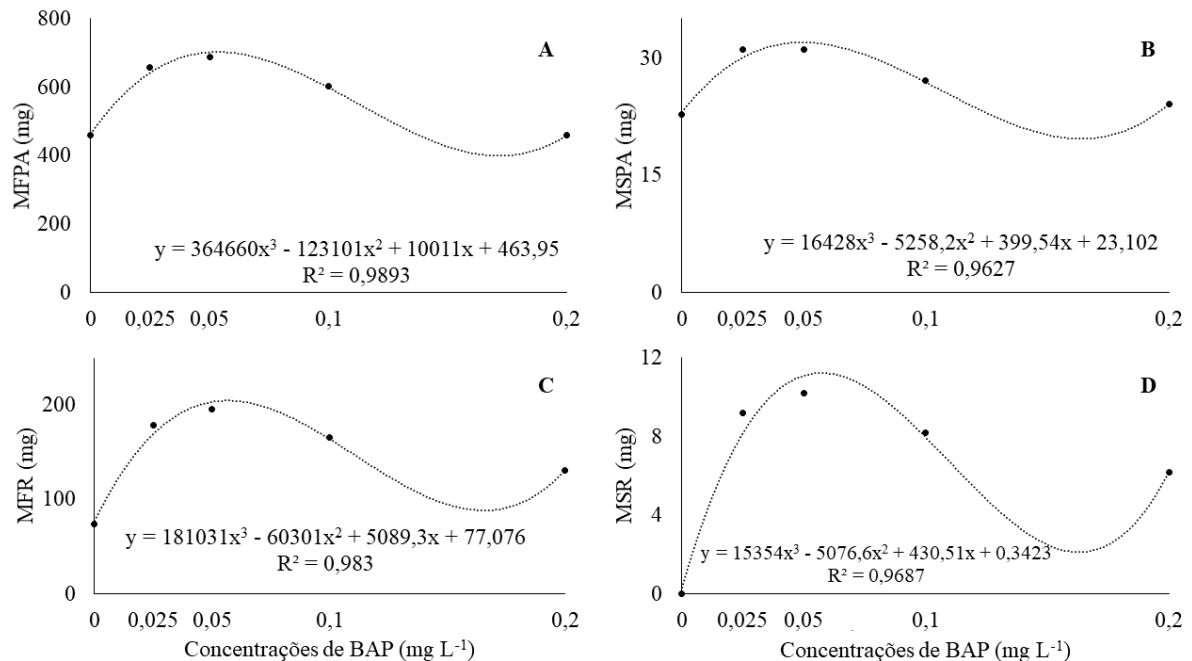 A
MFPA (mg)
800
600
400
200
0
y = 364660x³ - 123101x² + 10011x + 463,95
R² = 0,9893
0 0,025 0,05 0,1 0,2
B
MSPA (mg)
30
15
0
y = 16428x³ - 5258,2x² + 399,54x + 23,102
R² = 0,9627
0 0,025 0,05 0,1 0,2
C
MFR (mg)
200
100
0
y = 181031x³ - 60301x² + 5089,3x + 77,076
R² = 0,983
0 0,025 0,05 0,1 0,2
Concentrações de BAP (mg L⁻¹)
D
MSR (mg)
12
8
4
0
y = 15354x³ - 5076,6x² + 430,51x + 0,3423
R² = 0,9687
0 0,025 0,05 0,1 0,2
Concentrações de BAP (mg L⁻¹)